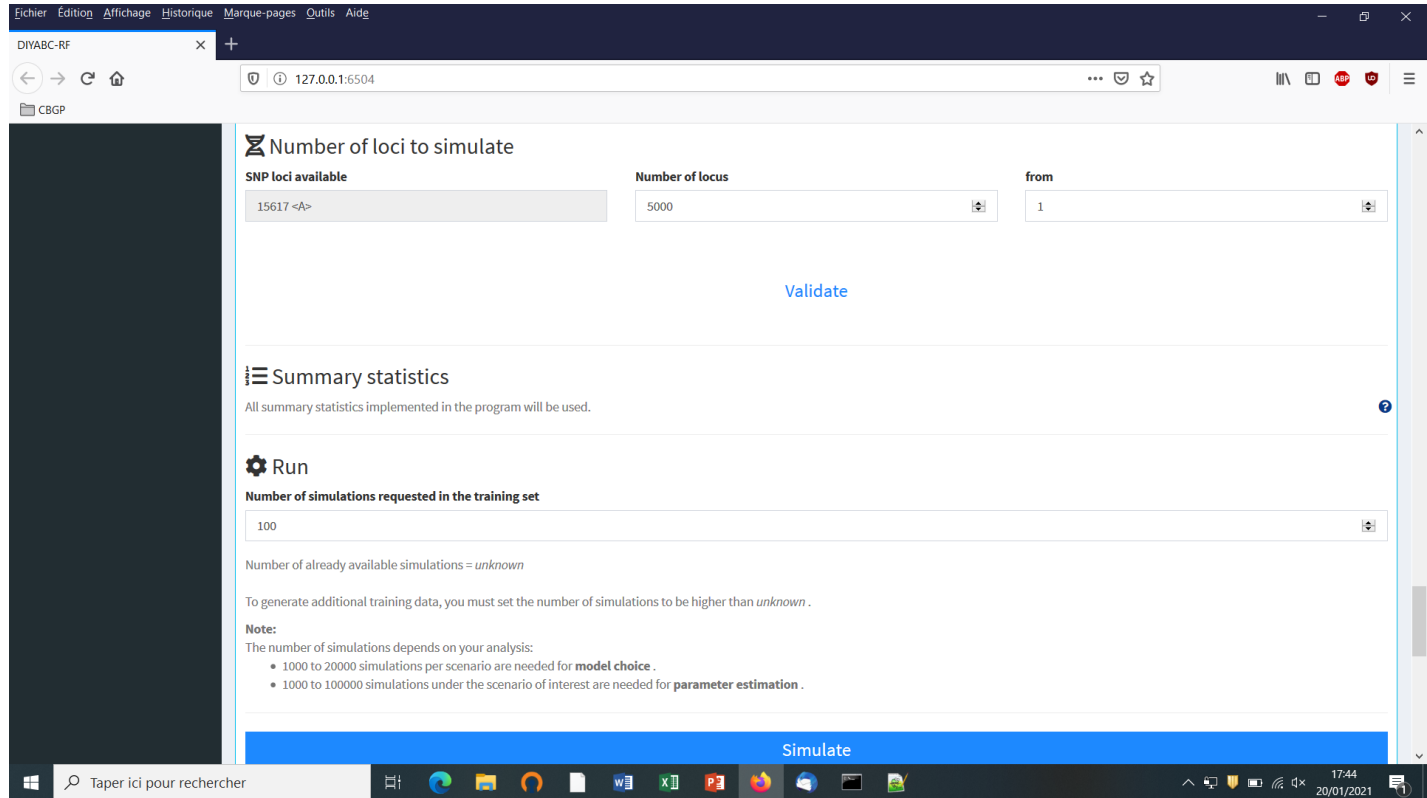 Fichier Édition Affichage Historique Marque-pages Outils Aide
DIYABC-RF
127.0.0.1:6504
ABP
CBGP
Number of loci to simulate
SNP loci available Number of locus from
15617 <A> 5000 1
Validate
Summary statistics
All summary statistics implemented in the program will be used.
Run
Number of simulations requested in the training set
100
Number of already available simulations = unknown
To generate additional training data, you must set the number of simulations to be higher than unknown .
Note:
The number of simulations depends on your analysis:
• 1000 to 20000 simulations per scenario are needed for model choice .
• 1000 to 100000 simulations under the scenario of interest are needed for parameter estimation .
Simulate
Taper ici pour rechercher
17:44
20/01/2021